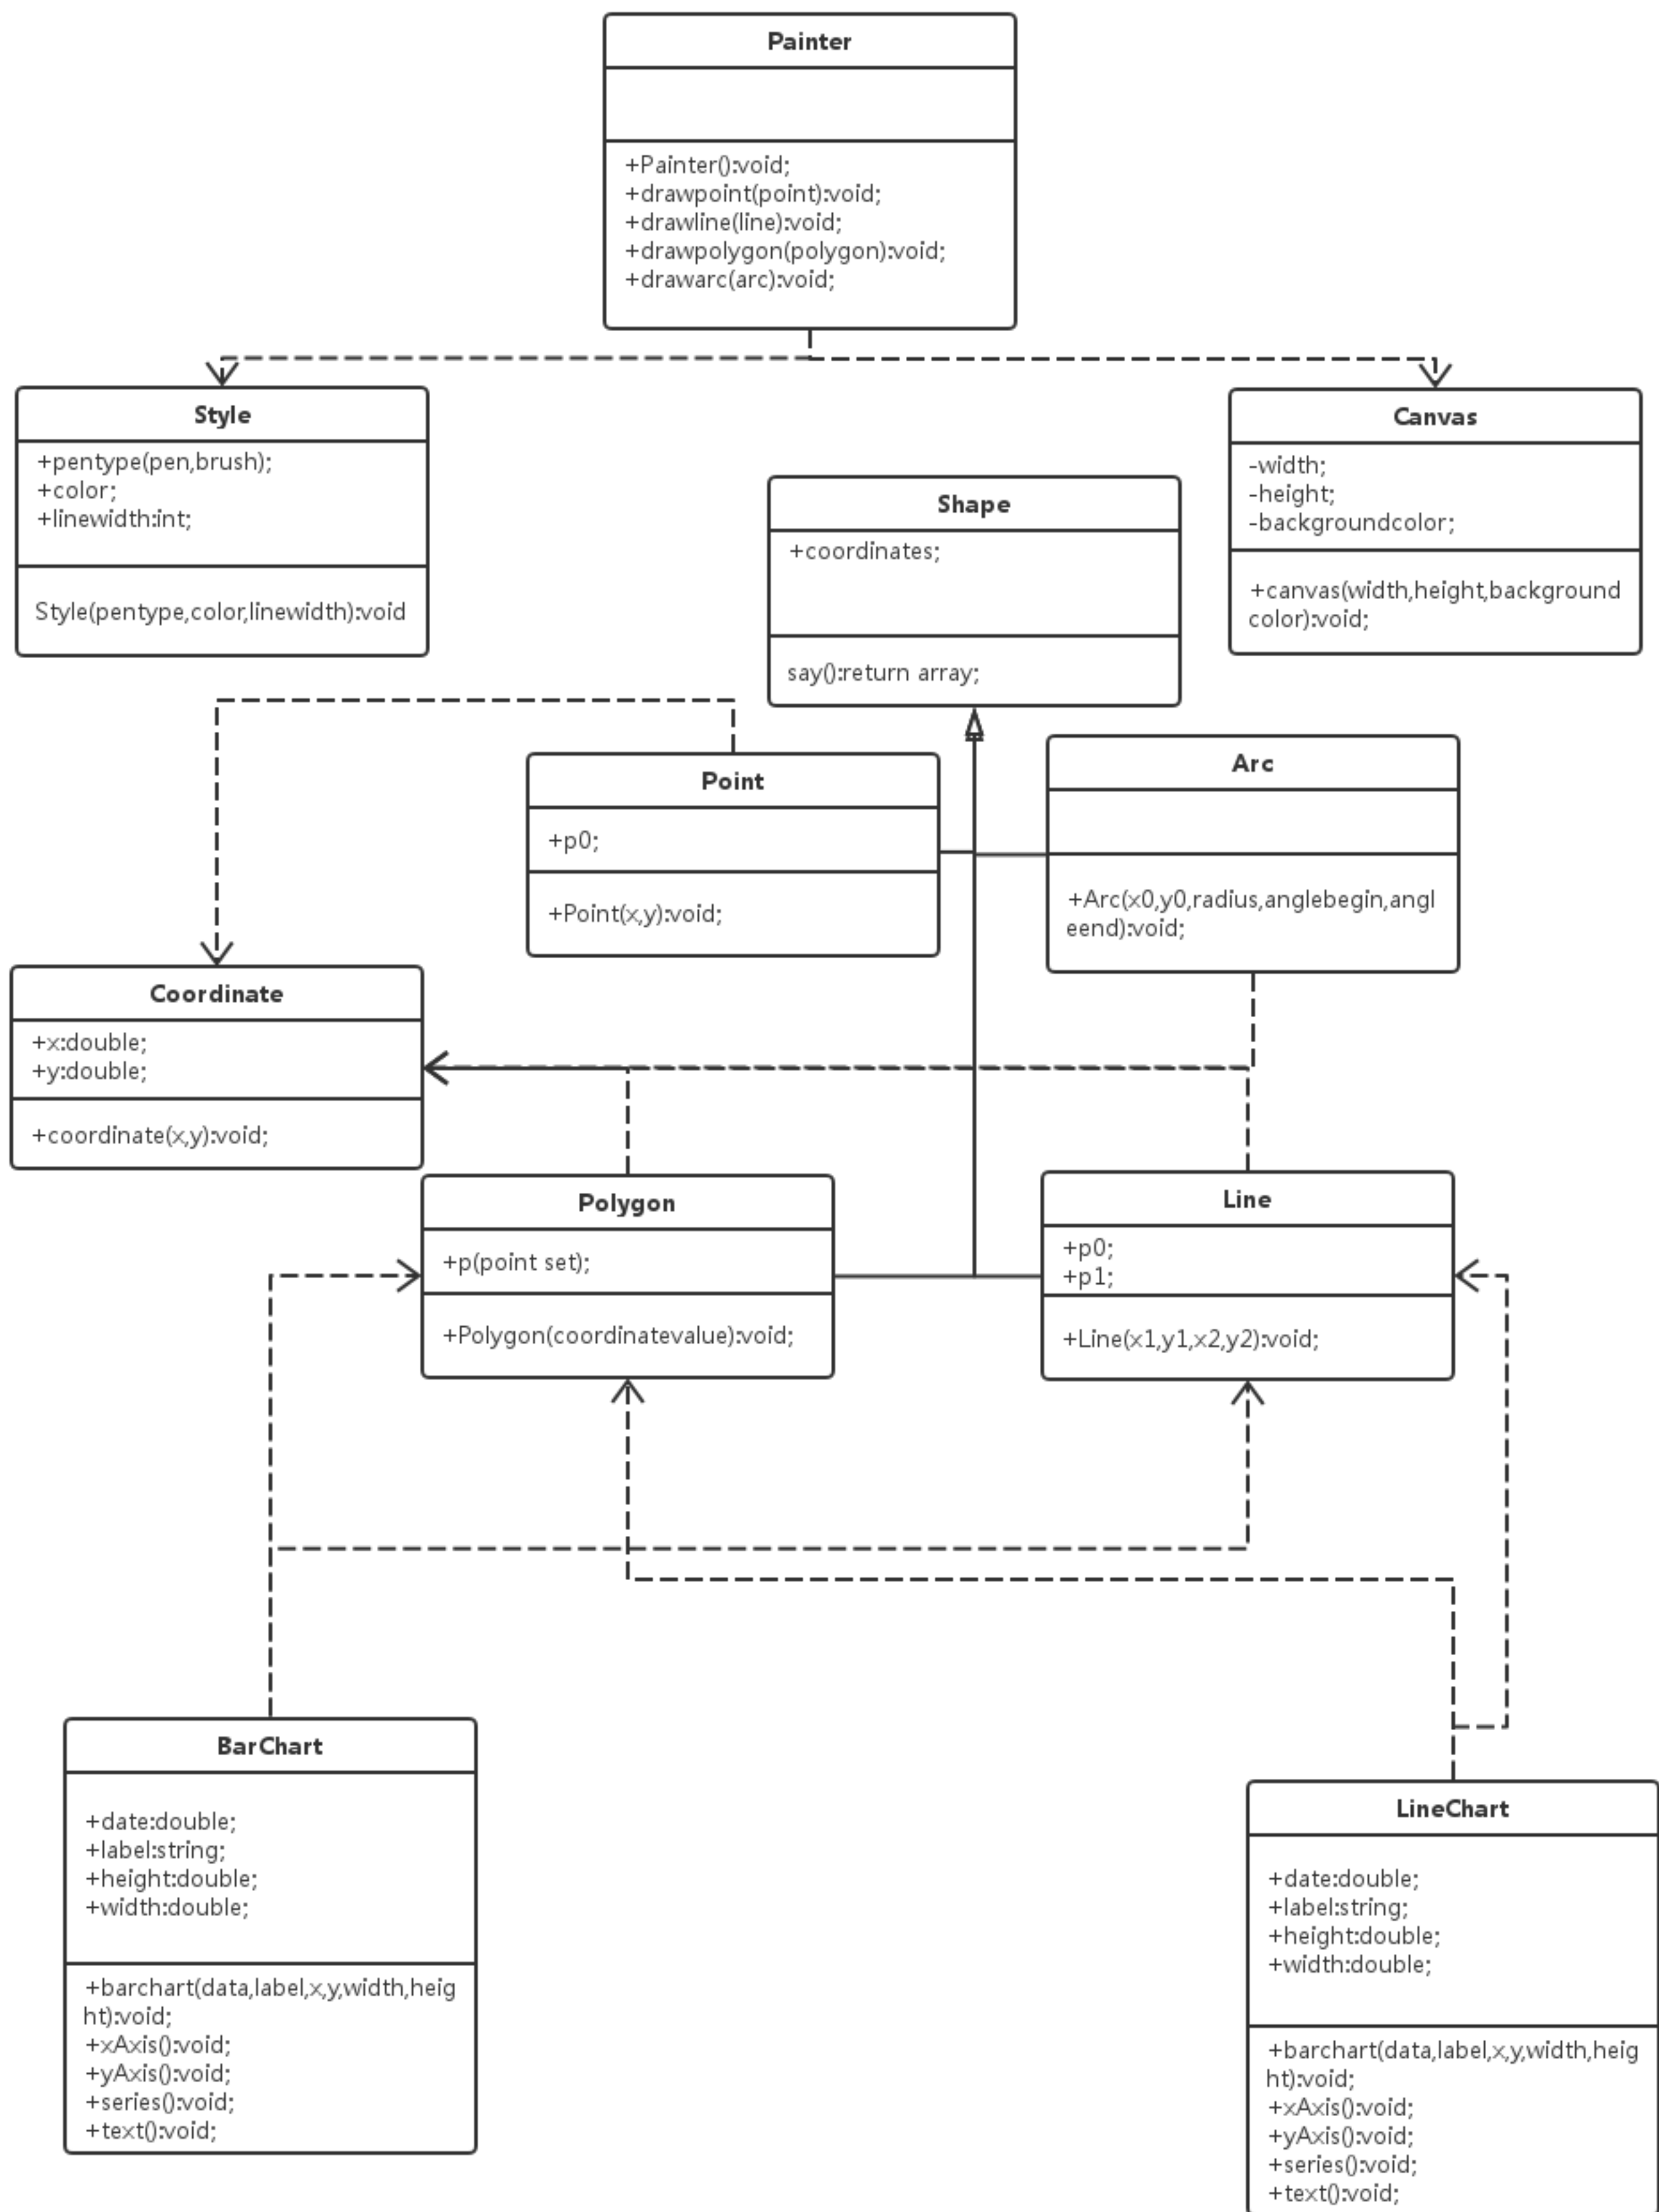 Painter
+Painter():void;
+drawpoint(point):void;
+drawline(line):void;
+drawpolygon(polygon):void;
+drawarc(arc):void;
Style
+pentype(pen,brush);
+color;
+linewidth:int;
Style(pentype,color,linewidth):void
Canvas
-width;
-height;
-backgroundcolor;
+canvas(width,height,background
color):void;
Shape
+coordinates;
say():return array;
Point
+p0;
+Point(x,y):void;
Arc
+Arc(x0,y0,radius,anglebegin,angl
eend):void;
Coordinate
+x:double;
+y:double;
+coordinate(x,y):void;
Polygon
+p(point set);
+Polygon(coordinatevalue):void;
Line
+p0;
+p1;
+Line(x1,y1,x2,y2):void;
BarChart
+date:double;
+label:string;
+height:double;
+width:double;
+barchart(data,label,x,y,width,heig
ht):void;
+xAxis():void;
+yAxis():void;
+series():void;
+text():void;
LineChart
+date:double;
+label:string;
+height:double;
+width:double;
+barchart(data,label,x,y,width,heig
ht):void;
+xAxis():void;
+yAxis():void;
+series():void;
+text():void;